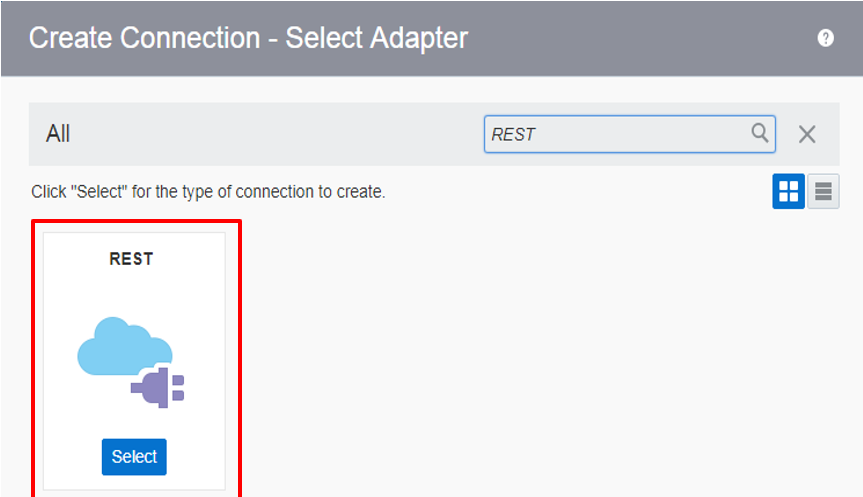 Create Connection - Select Adapter
?
All
REST
Click "Select" for the type of connection to create.
REST
Select